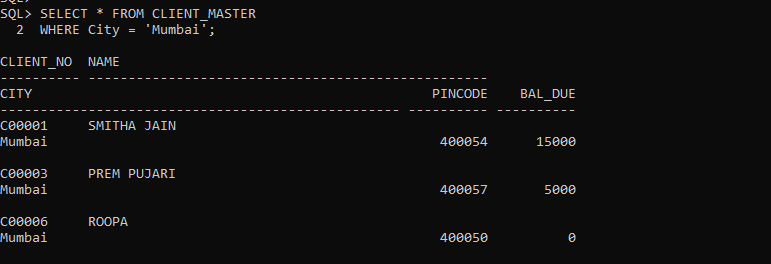 SQL> SELECT * FROM CLIENT_MASTER
  2  WHERE City = 'Mumbai';
CLIENT_NO  NAME
---------- --------------------------------------------------
CITY                                                  PINCODE    BAL_DUE
-------------------------------------------------- ---------- ----------
C00001     SMITHA JAIN
Mumbai                                                 400054      15000
C00003     PREM PUJARI
Mumbai                                                 400057       5000
C00006     ROOPA
Mumbai                                                 400050          0